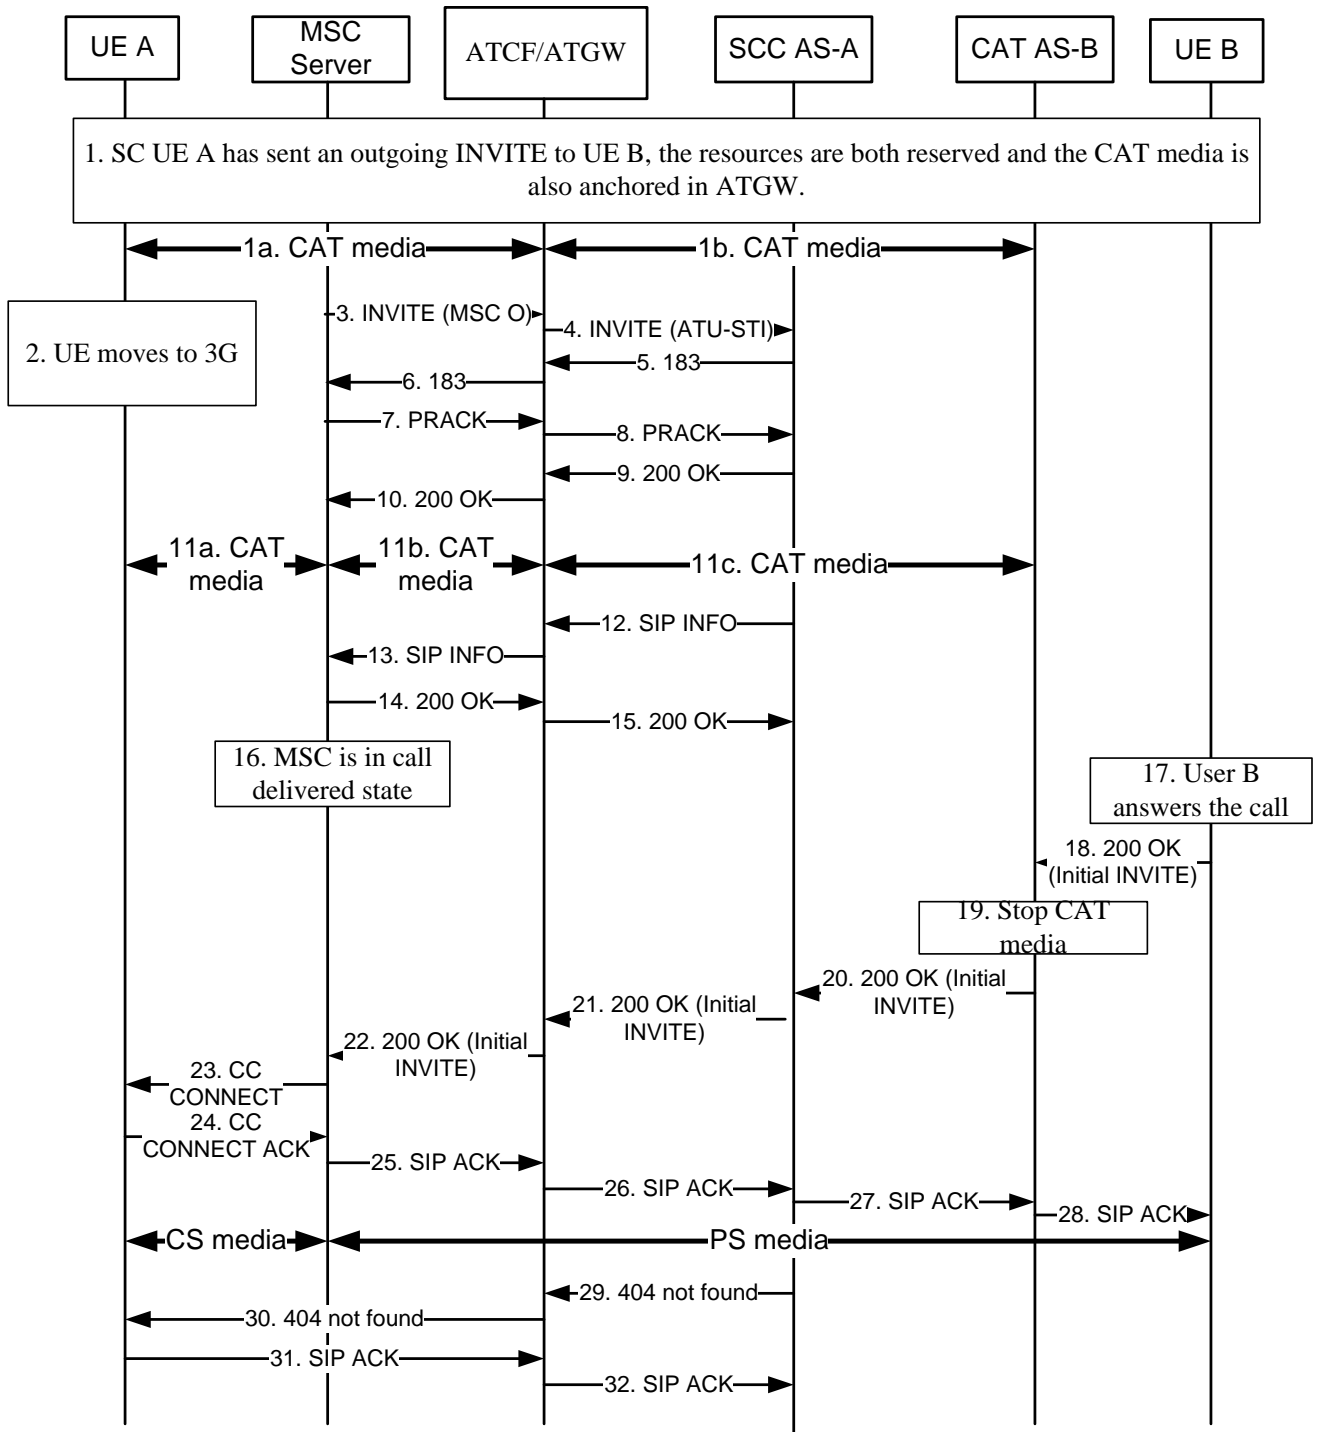 UE A
MSC
Server
ATCF/ATGW
SCC AS-A
CAT AS-B
UE B
1. SC UE A has sent an outgoing INVITE to UE B, the resources are both reserved and the CAT media is
also anchored in ATGW.
1a. CAT media
1b. CAT media
2. UE moves to 3G
3. INVITE (MSC O)
4. INVITE (ATU-STI)
5. 183
6. 183
7. PRACK
8. PRACK
9. 200 OK
10. 200 OK
11a. CAT
media
11b. CAT
media
11c. CAT media
12. SIP INFO
13. SIP INFO
14. 200 OK
15. 200 OK
16. MSC is in call
delivered state
17. User B
answers the call
18. 200 OK
(Initial INVITE)
19. Stop CAT
media
20. 200 OK (Initial
INVITE)
21. 200 OK (Initial
INVITE)
22. 200 OK (Initial
INVITE)
23. CC
CONNECT
24. CC
CONNECT ACK
25. SIP ACK
26. SIP ACK
27. SIP ACK
28. SIP ACK
CS media
PS media
29. 404 not found
30. 404 not found
31. SIP ACK
32. SIP ACK